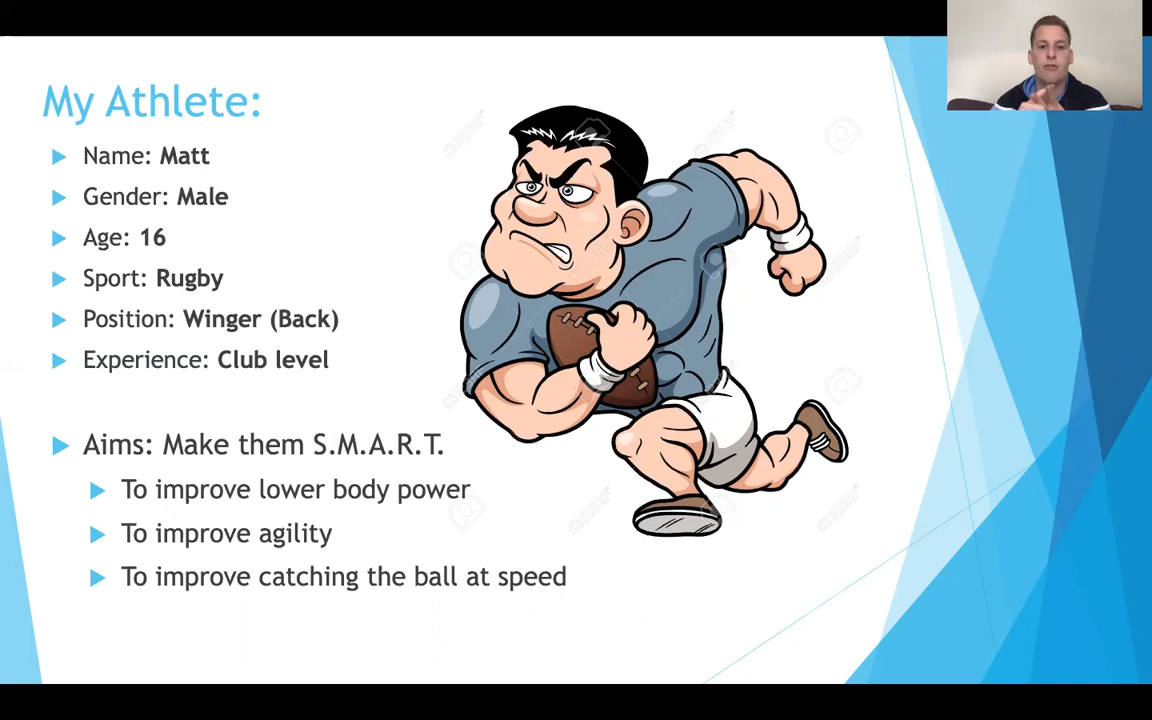 My Athlete:
Name: Matt
Gender: Male
Age: 16
Sport: Rugby
Position: Winger (Back)
Experience: Club level
Aims: Make them S.M.A.R.T.
To improve lower body power
To improve agility
To improve catching the ball at speed